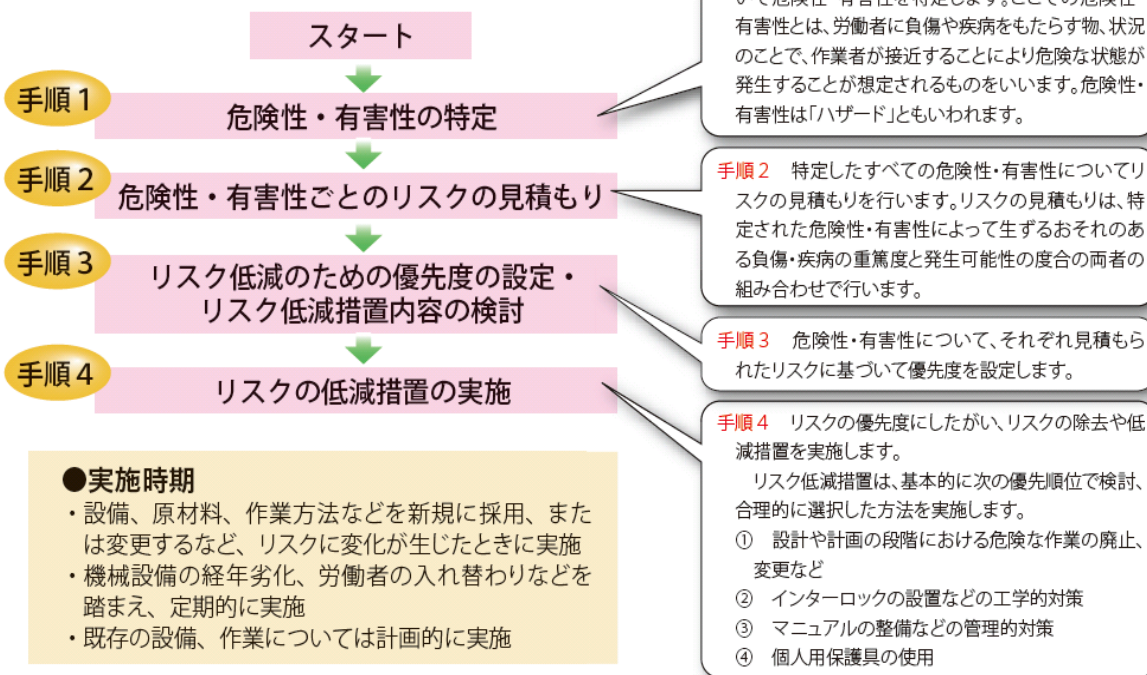 スタート
手順1
危険性・有害性の特定
手順2
危険性・有害性ごとのリスクの見積もり
手順3
リスク低減のための優先度の設定・
リスク低減措置内容の検討
手順4
リスクの低減措置の実施
●実施時期
・設備、原材料、作業方法などを新規に採用、また
は変更するなど、リスクに変化が生じたときに実施
・機械設備の経年劣化、労働者の入れ替わりなどを
踏まえ、定期的に実施
・既存の設備、作業については計画的に実施
有害性とは、労働者に負傷や疾病をもたらす物、状況
のことで、作業者が接近することにより危険な状態が
発生することが想定されるものをいいます。危険性・
有害性は「ハザード」ともいわれます。
手順2 特定したすべての危険性・有害性についてリ
スクの見積もりを行います。リスクの見積もりは、特
定された危険性・有害性によって生ずるおそれのあ
る負傷・疾病の重篤度と発生可能性の度合の両者の
組み合わせで行います。
手順3 危険性・有害性について、それぞれ見積もら
れたリスクに基づいて優先度を設定します。
手順4 リスクの優先度にしたがい、リスクの除去や低
減措置を実施します。
リスク低減措置は、基本的に次の優先順位で検討、
合理的に選択した方法を実施します。
① 設計や計画の段階における危険な作業の廃止、
変更など
② インターロックの設置などの工学的対策
③ マニュアルの整備などの管理的対策
④ 個人用保護具の使用